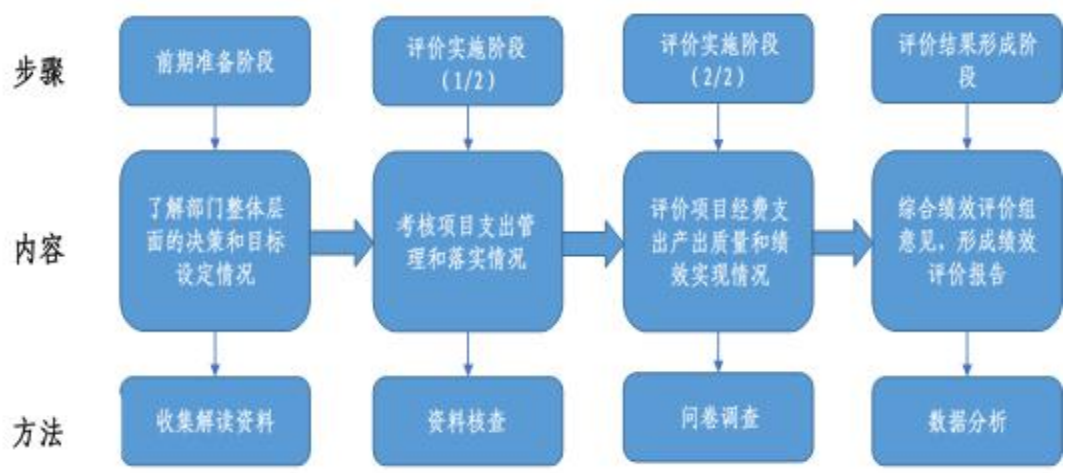 步骤
前期准备阶段
评价实施阶段
(1/2)
评价实施阶段
(2/2)
评价结果形成阶
段
内容
了解部门整体层
面的决策和目标
设定情况
考核项目支出管
理和落实情况
评价项目经费支
出产出质量和绩
效实现情况
综合绩效评价组
意见，形成绩效
评价报告
方法
收集解读资料
资料核查
问卷调查
数据分析